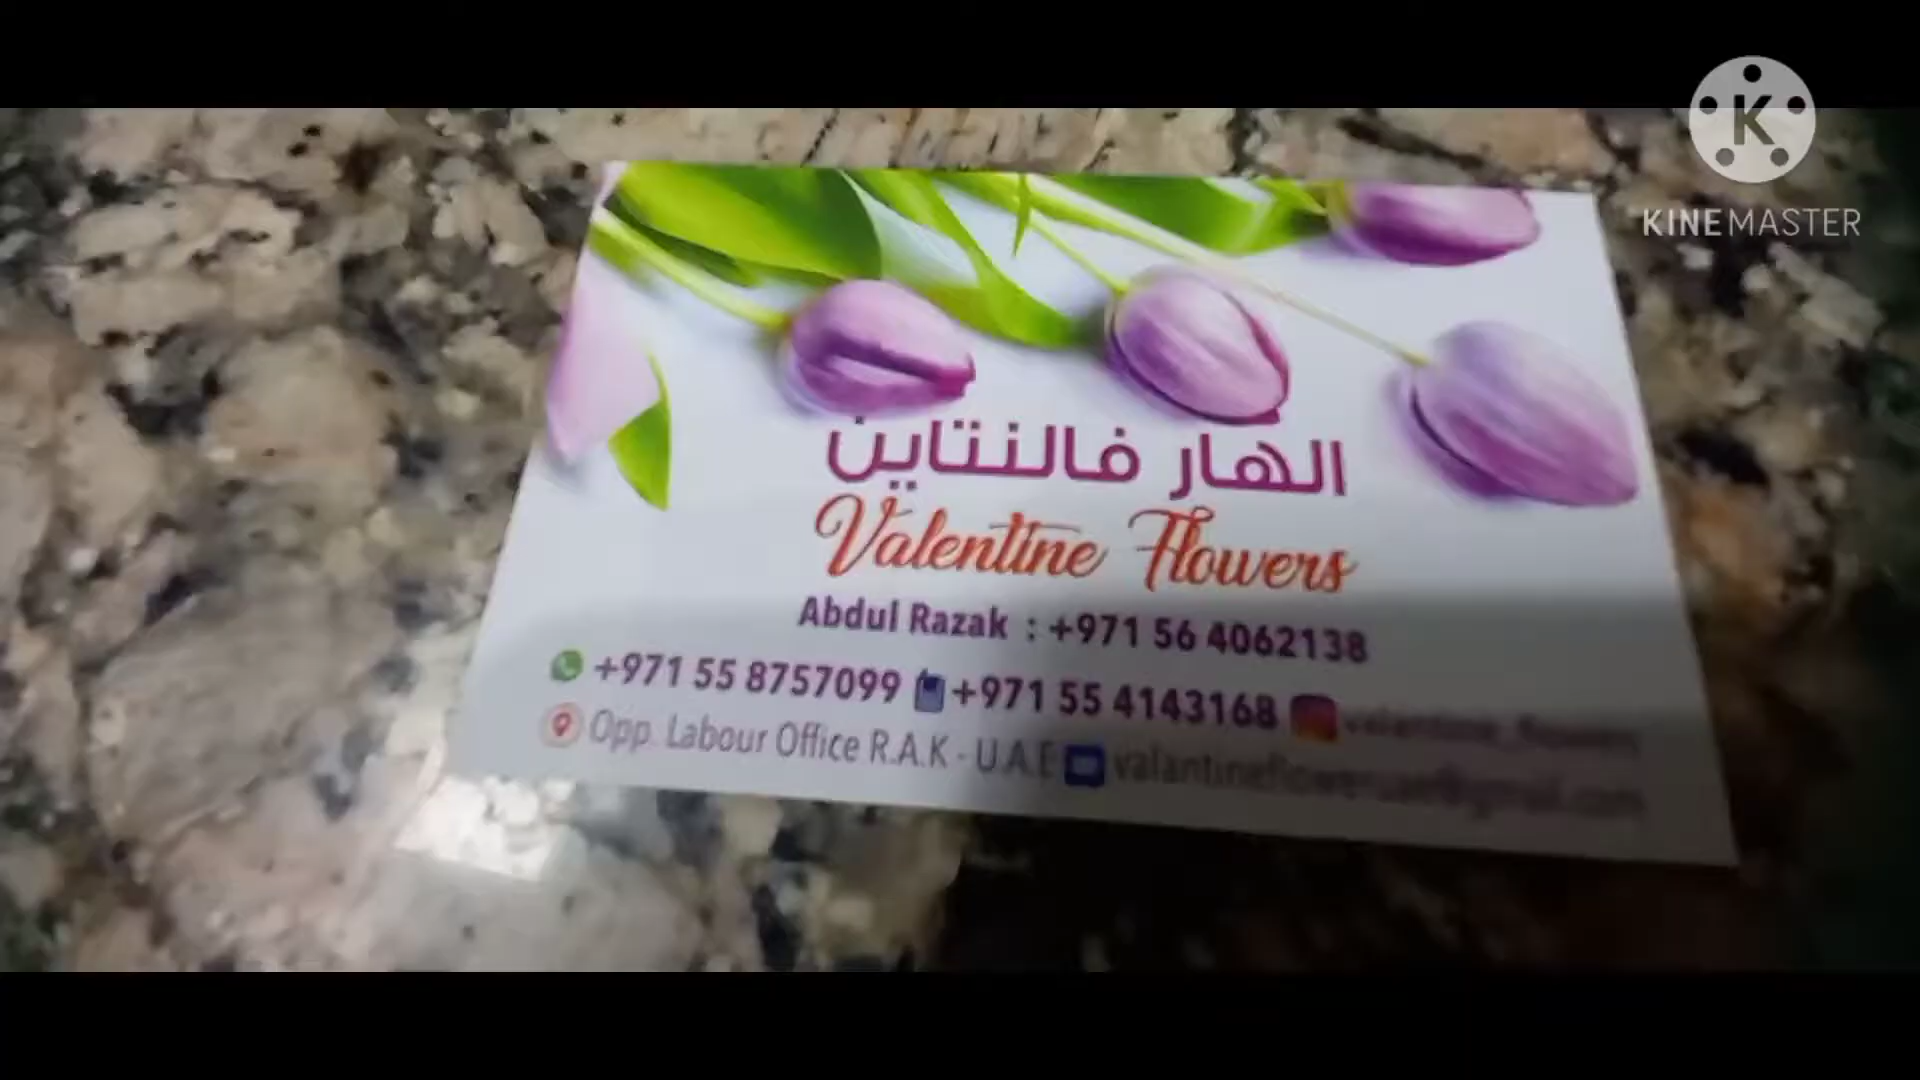 KINEMASTER
الهار فالنتاين
Valentine Flowers
Abdul Razak : +971 56 4062138
+971 55 8757099 +971 55 4143168
Opp. Labour Office R.A.K - U.A.E